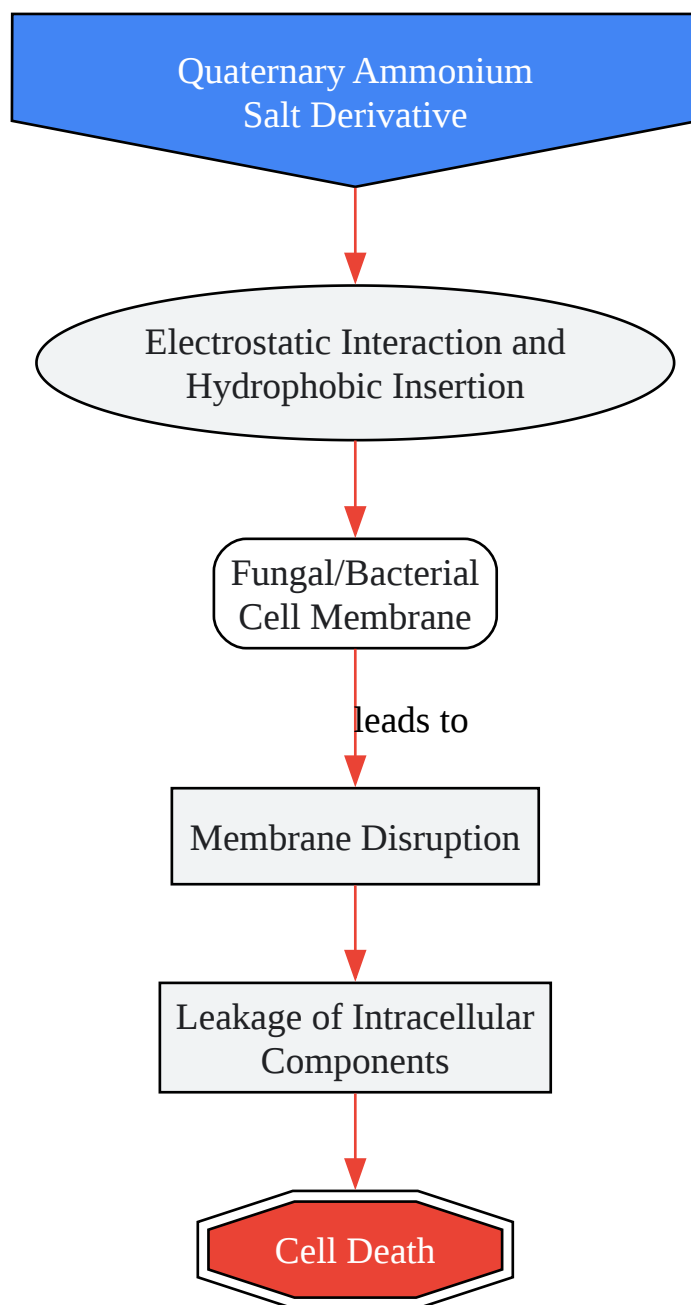 Quaternary Ammonium
Salt Derivative
Electrostatic Interaction and
Hydrophobic Insertion
Fungal/Bacterial
Cell Membrane
leads to
Membrane Disruption
Leakage of Intracellular
Components
Cell Death